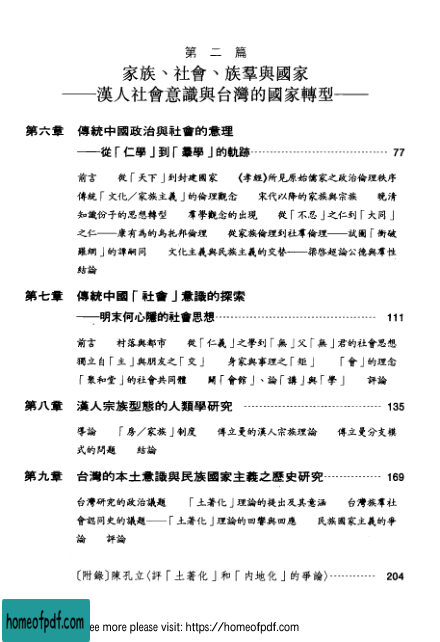 第二篇
家族、社會、族羣與國家
——漢人社會意識與台灣的國家轉型——
第六章 傳統中國政治與社會的意理
——從「仁學」到「羣學」的軌跡………………………………… 77
前言 從「天下」到封建國家 《孝經》所見原始儒家之政治倫理秩序
傳統「文化／家族主義」的倫理觀念 宋代以降的家族與宗族 晚清
知識份子的思想轉型 羣學觀念的出現 從「不忍」之仁到「大同」
之仁——康有為的烏托邦倫理 從家族倫理到社羣倫理——試圖「衝破
羅網」的譚嗣同 文化主義與民族主義的交替——梁啓超論公德與羣性
結論
第七章 傳統中國「社會」意識的探索
——明末何心隱的社會思想………………………………… 111
前言 村落與都市 從「仁義」之學到「無」父「無」君的社會思想
獨立自「主」與朋友之「交」 身家與事理之「矩」 「會」的理念
「聚和堂」的社會共同體 闢「會館」、論「講」與「學」 評論
第八章 漢人宗族型態的人類學研究 ………………………………… 135
導論 「房／家族」制度 傅立曼的漢人宗族理論 傅立曼分支模
式的問題 結論
第九章 台灣的本土意識與民族國家主義之歷史研究…………… 169
台灣研究的政治議題 「土著化」理論的提出及其意涵 台灣族羣社
會認同史的議題——「土著化」理論的回響與回應 民族國家主義的爭
論 評論
〔附錄〕陳孔立〈評「土著化」和「內地化」的爭論〉………… 204
homeofpdf.com
ee more please visit: https://homeofpdf.com